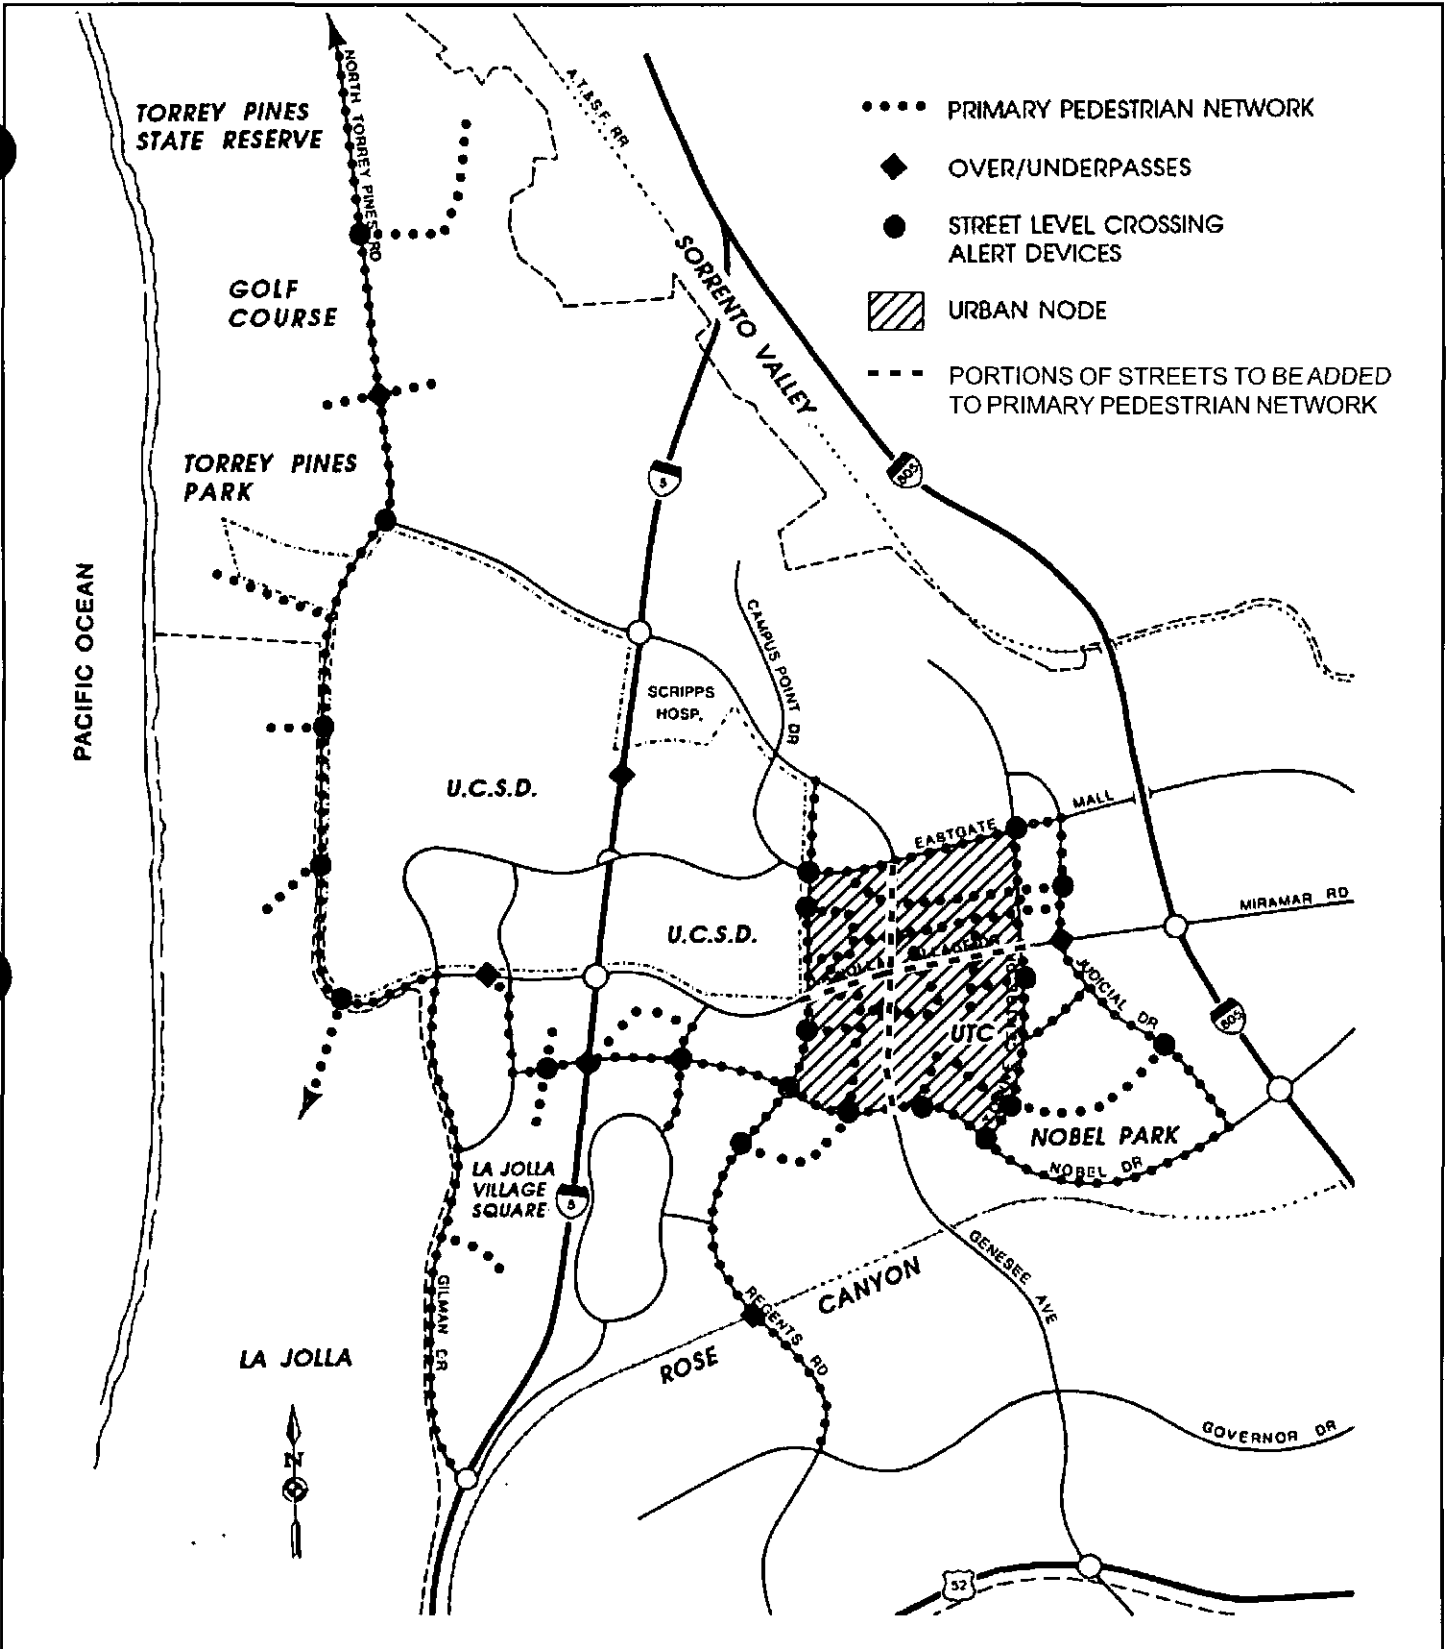 NORTH TORREY PINES RD
A.T.&S.F. RR
TORREY PINES
STATE RESERVE
PRIMARY PEDESTRIAN NETWORK
OVER/UNDERPASSES
STREET LEVEL CROSSING
ALERT DEVICES
URBAN NODE
PORTIONS OF STREETS TO BE ADDED
TO PRIMARY PEDESTRIAN NETWORK
SORRENTO VALLEY
GOLF
COURSE
TORREY PINES
PARK
5
805
PACIFIC OCEAN
CAMPUS POINT DR
SCRIPPS
HOSP.
U.C.S.D.
EASTGATE MALL
U.C.S.D.
MIRAMAR RD
JUDICIAL DR
805
UTC
NOBEL PARK
NOBEL DR
LA JOLLA
VILLAGE
SQUARE
5
GENESEE AVE
GILMAN DR
REGENTS RD
ROSE CANYON
LA JOLLA
N
GOVERNOR DR
52